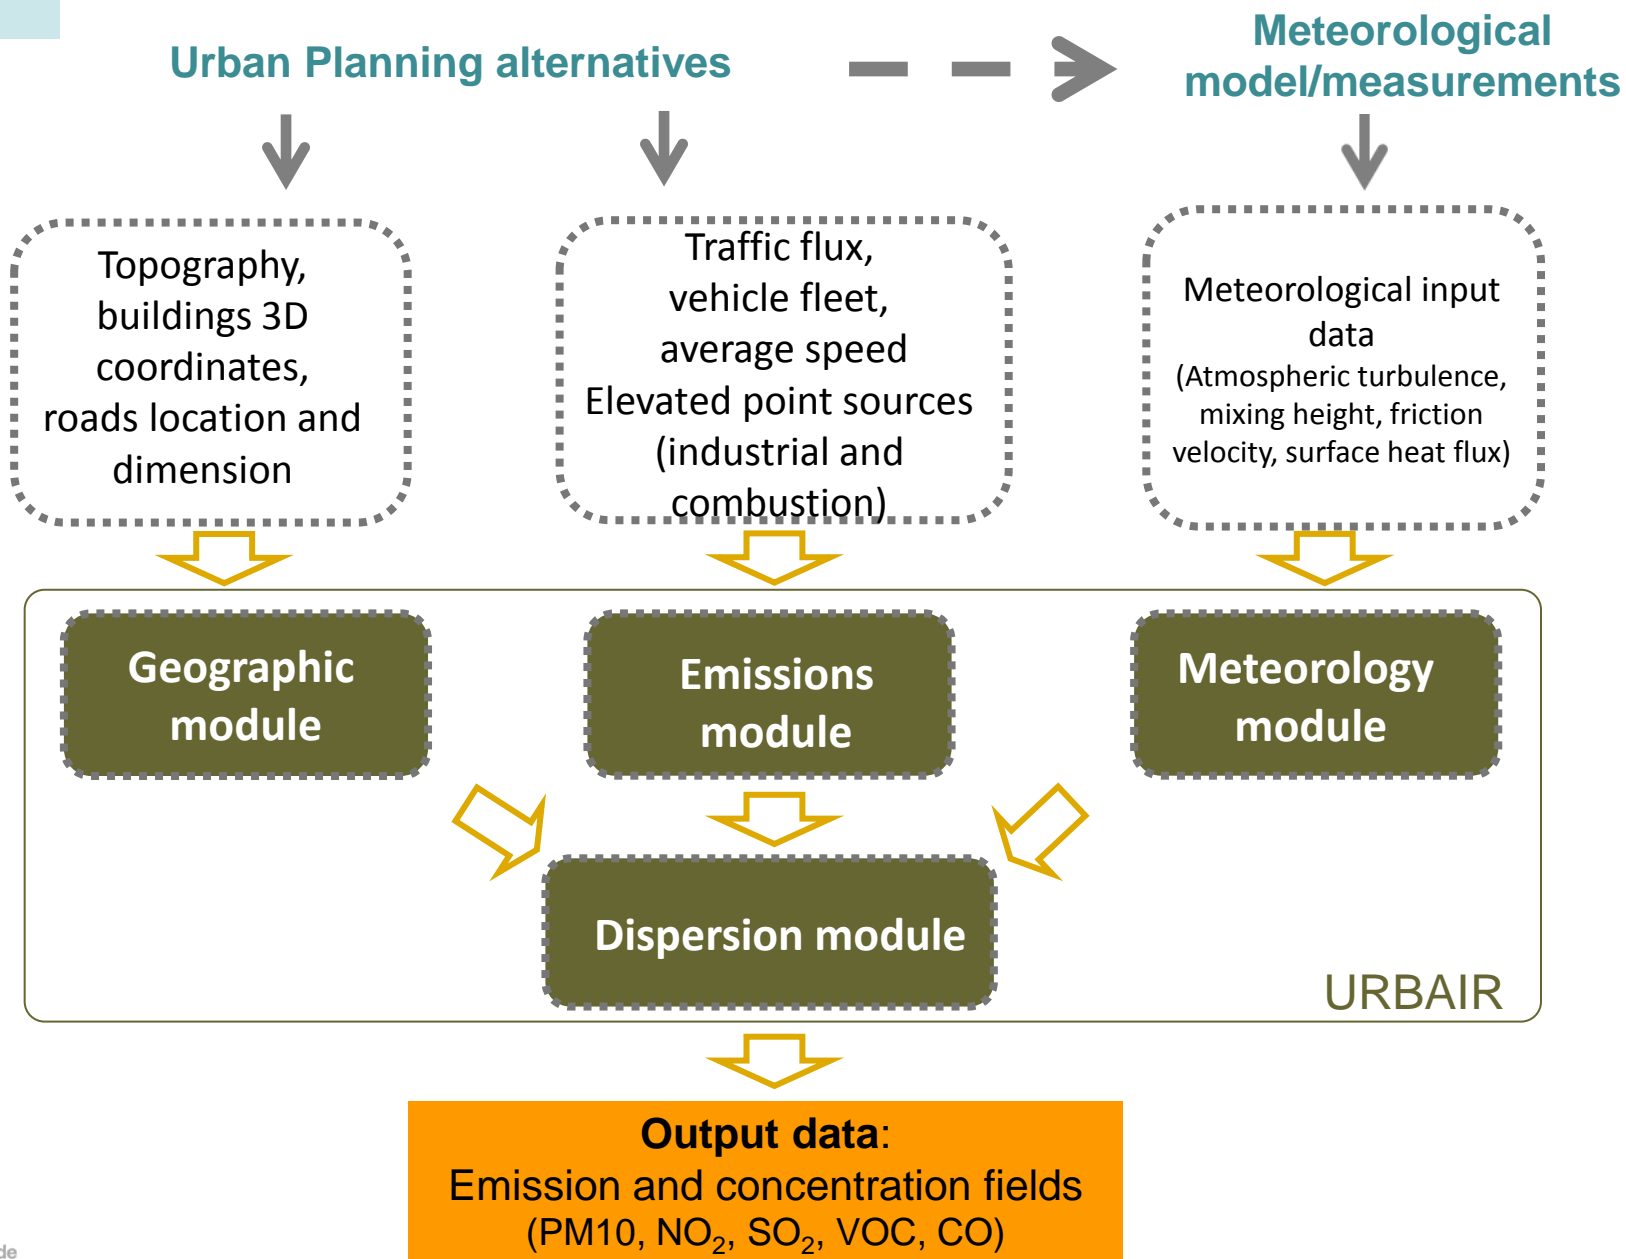 Urban Planning alternatives
Meteorological
model/measurements
Topography,
buildings 3D
coordinates,
roads location and
dimension
Traffic flux,
vehicle fleet,
average speed
Elevated point sources
(industrial and
combustion)
Meteorological input
data
(Atmospheric turbulence,
mixing height, friction
velocity, surface heat flux)
Geographic
module
Emissions
module
Meteorology
module
Dispersion module
URBAIR
Output data:
Emission and concentration fields
(PM10, NO₂, SO₂, VOC, CO)
de